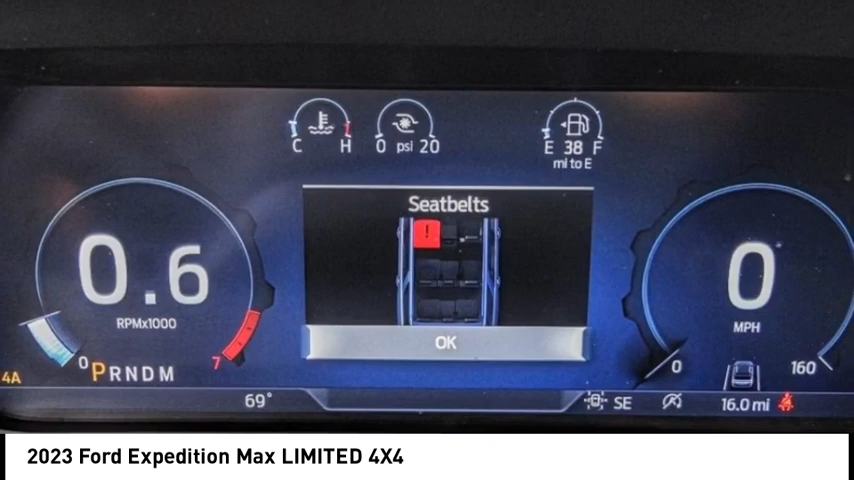 C H
0 psi 20
E 38 F
mi to E
Seatbelts
!
0.6
RPMx1000
0 7
0
MPH
0 160
OK
4A
PRNDM
69°
SE
16.0 mi
2023 Ford Expedition Max LIMITED 4X4